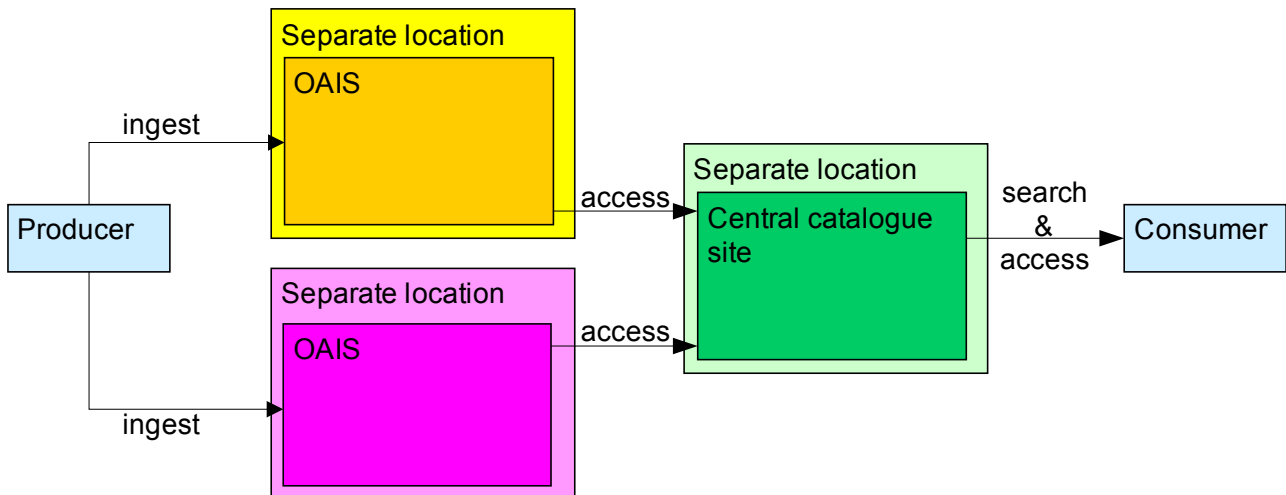 Separate location
OAIS
ingest
Producer
access
Separate location
Central catalogue
site
search
&
access
Consumer
Separate location
OAIS
access
ingest